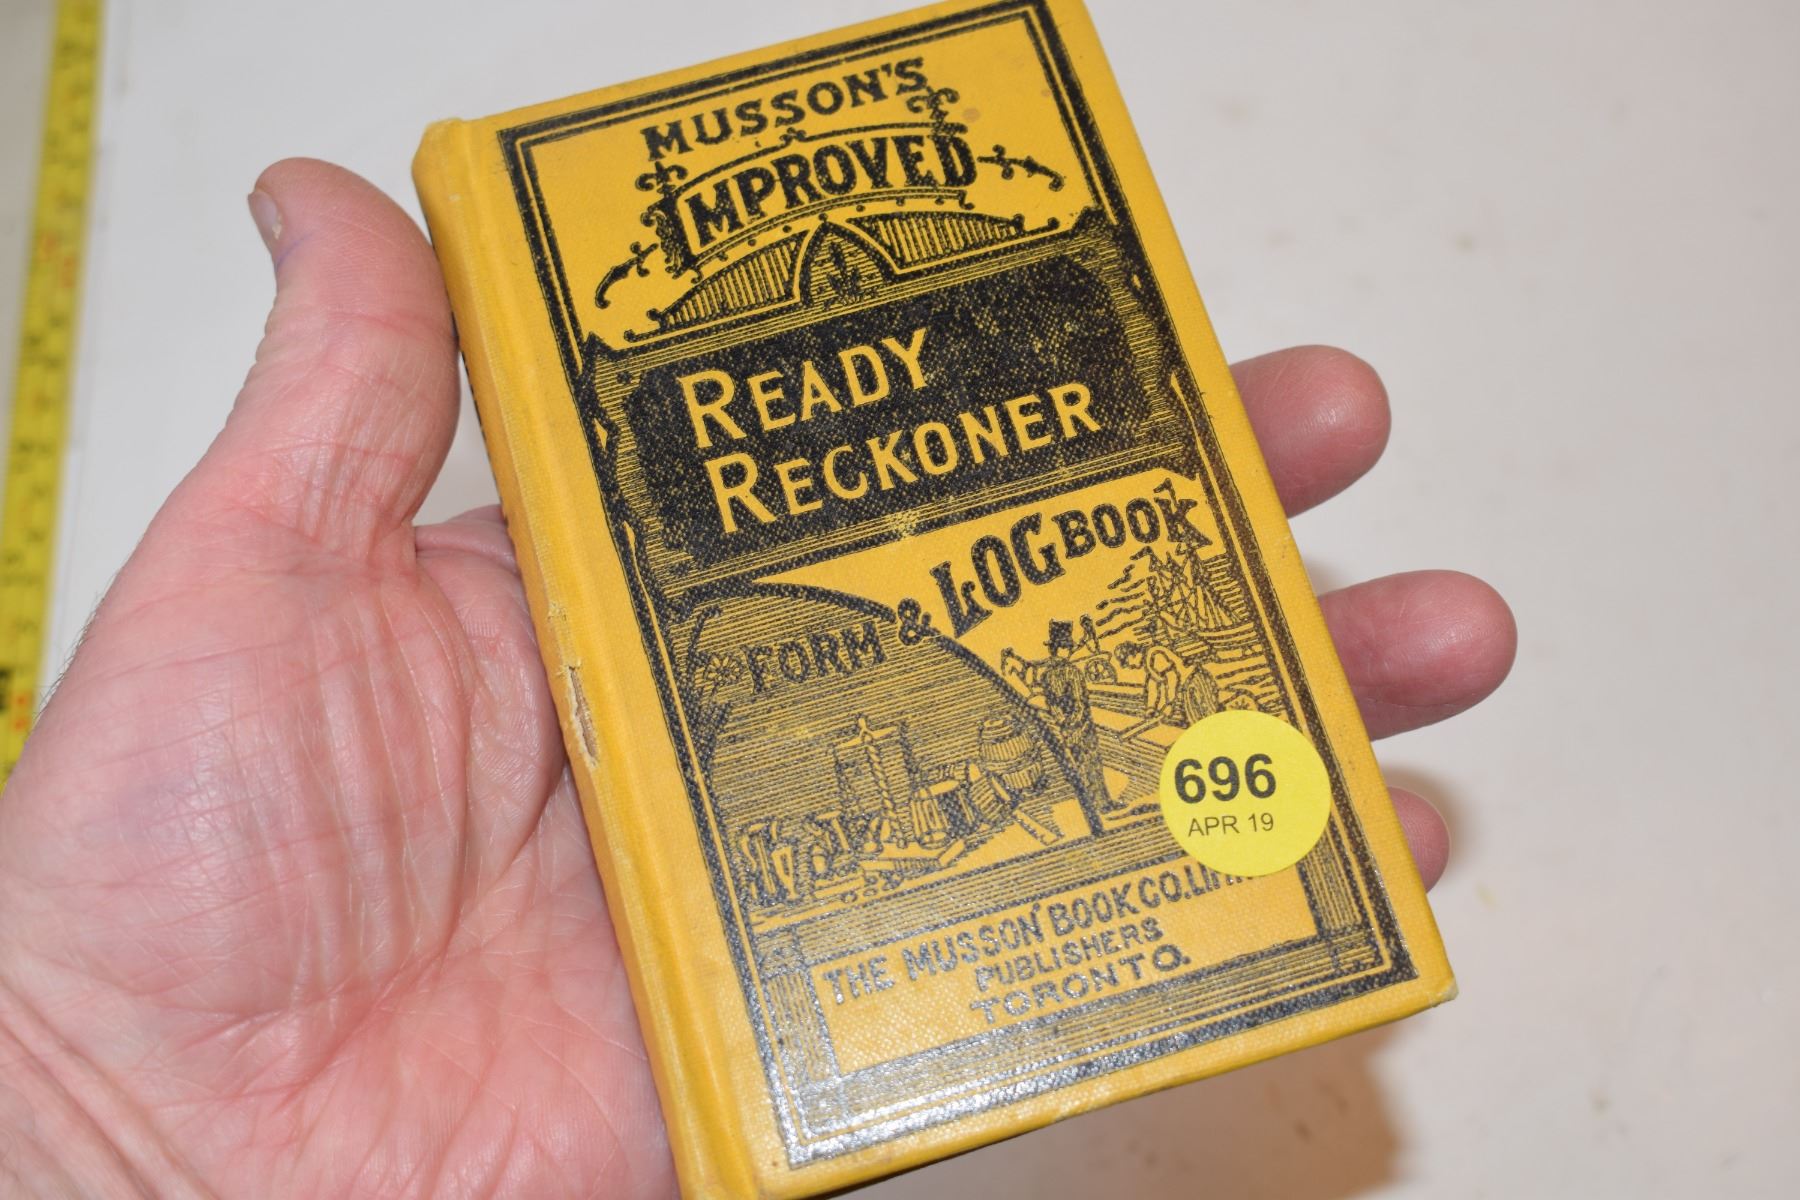 MUSSON'S
IMPROVED
READY
RECKONER
FORM & LOG BOOK
696
APR 19
THE MUSSON BOOK CO.
PUBLISHERS
TORONTO.